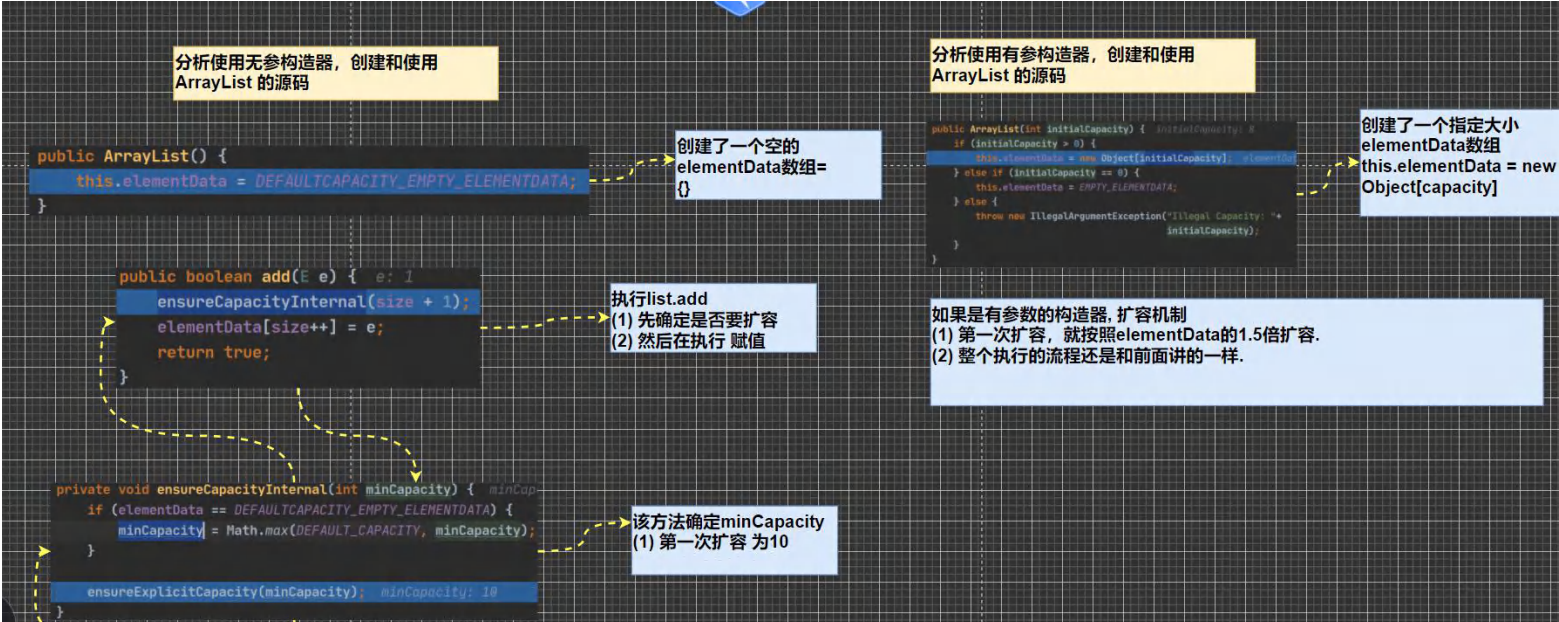 分析使用无参构造器，创建和使用
ArrayList 的源码
public ArrayList() {
this.elementData = DEFAULTCAPACITY_EMPTY_ELEMENTDATA;
}
创建了一个空的
elementData数组=
{}
public boolean add(E e) { e: 1
ensureCapacityInternal(size + 1);
elementData[size++] = e;
return true;
}
执行list.add
(1) 先确定是否要扩容
(2) 然后在执行 赋值
private void ensureCapacityInternal(int minCapacity) { minCap
if (elementData == DEFAULTCAPACITY_EMPTY_ELEMENTDATA) {
minCapacity = Math.max(DEFAULT_CAPACITY, minCapacity);
}
ensureExplicitCapacity(minCapacity); minCapacity: 10
}
该方法确定minCapacity
(1) 第一次扩容 为10
分析使用有参构造器，创建和使用
ArrayList 的源码
public ArrayList(int initialCapacity) { initialCapacity: 8
if (initialCapacity > 0) {
this.elementData = new Object[initialCapacity]; elementDat
} else if (initialCapacity == 0) {
this.elementData = EMPTY_ELEMENTDATA;
} else {
throw new IllegalArgumentException("Illegal Capacity: "+
initialCapacity);
}
}
创建了一个指定大小
elementData数组
this.elementData = new
Object[capacity]
如果是有参数的构造器, 扩容机制
(1) 第一次扩容，就按照elementData的1.5倍扩容.
(2) 整个执行的流程还是和前面讲的一样.